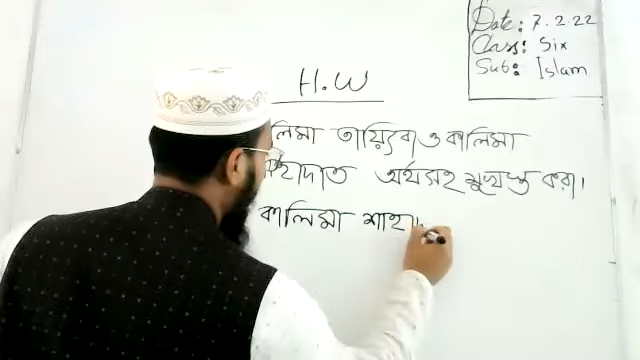 Date: 7.2.22
Class: Six
Sub: Islam
H.W
লিমা তায়্যিবা ও কালিমা
হাদাত অর্থসহ মুখস্ত করা।
কালিমা শাহা